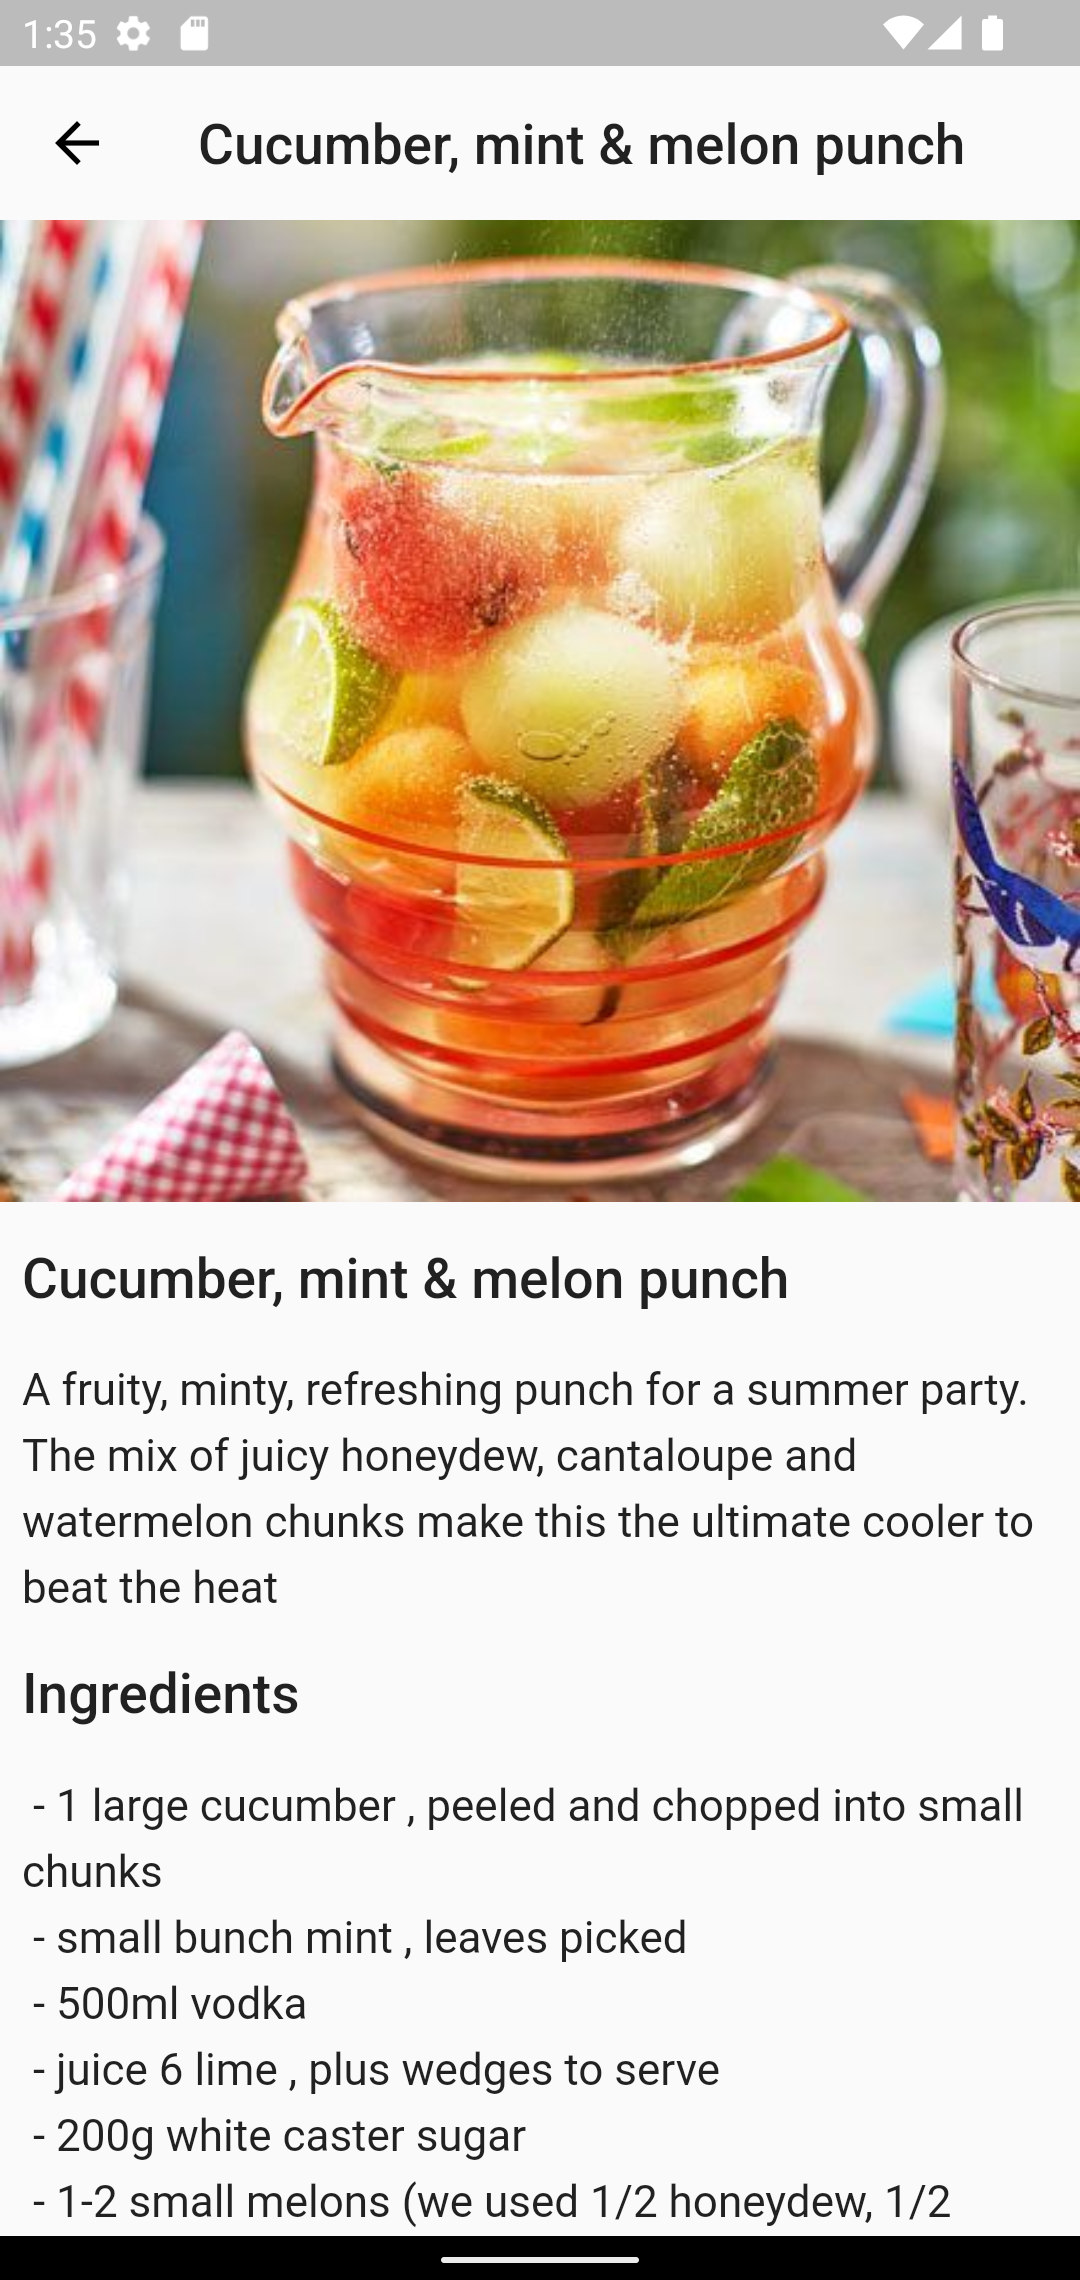 1:35
Cucumber, mint & melon punch
Cucumber, mint & melon punch
A fruity, minty, refreshing punch for a summer party.
The mix of juicy honeydew, cantaloupe and
watermelon chunks make this the ultimate cooler to
beat the heat
Ingredients
- 1 large cucumber , peeled and chopped into small
chunks
- small bunch mint , leaves picked
- 500ml vodka
- juice 6 lime , plus wedges to serve
- 200g white caster sugar
- 1-2 small melons (we used 1/2 honeydew, 1/2